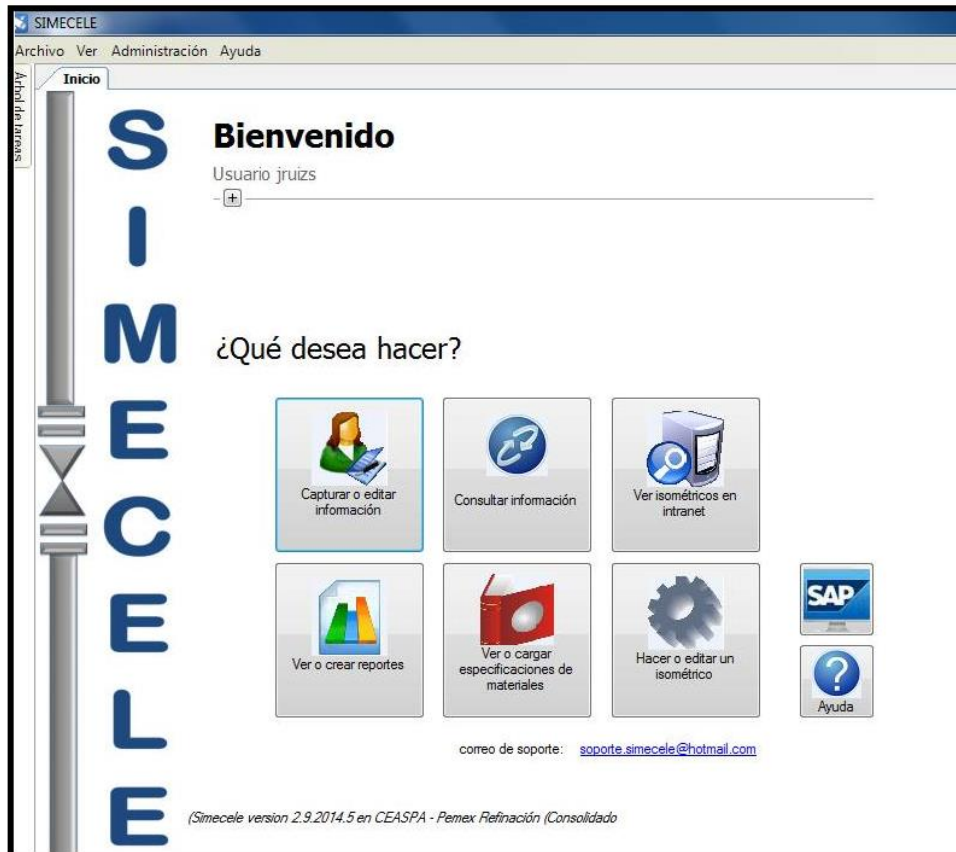 SIMECELE
Archivo Ver Administración Ayuda
Árbol de tareas
Inicio
SIMECELE
Bienvenido
Usuario jruizs
¿Qué desea hacer?
Capturar o editar
información
Consultar información
Ver isométricos en
intranet
Ver o crear reportes
Ver o cargar
especificaciones de
materiales
Hacer o editar un
isométrico
SAP
Ayuda
correo de soporte: soporte.simecele@hotmail.com
(Simecele version 2.9.2014.5 en CEASPA - Pemex Refinación (Consolidado